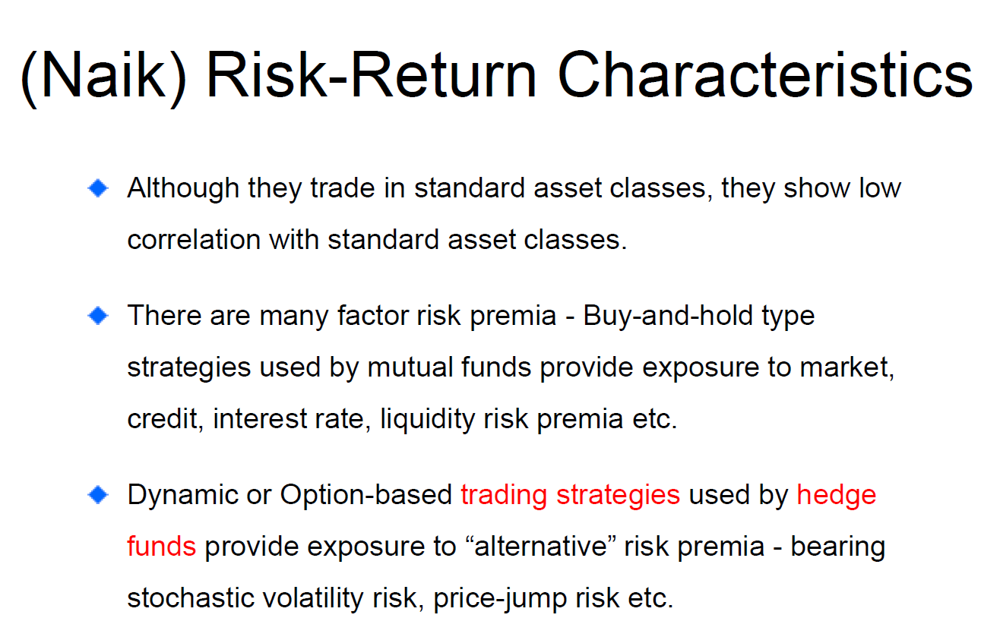 (Naik) Risk-Return Characteristics
Although they trade in standard asset classes, they show low
correlation with standard asset classes.
There are many factor risk premia - Buy-and-hold type
strategies used by mutual funds provide exposure to market,
credit, interest rate, liquidity risk premia etc.
Dynamic or Option-based trading strategies used by hedge
funds provide exposure to “alternative” risk premia - bearing
stochastic volatility risk, price-jump risk etc.